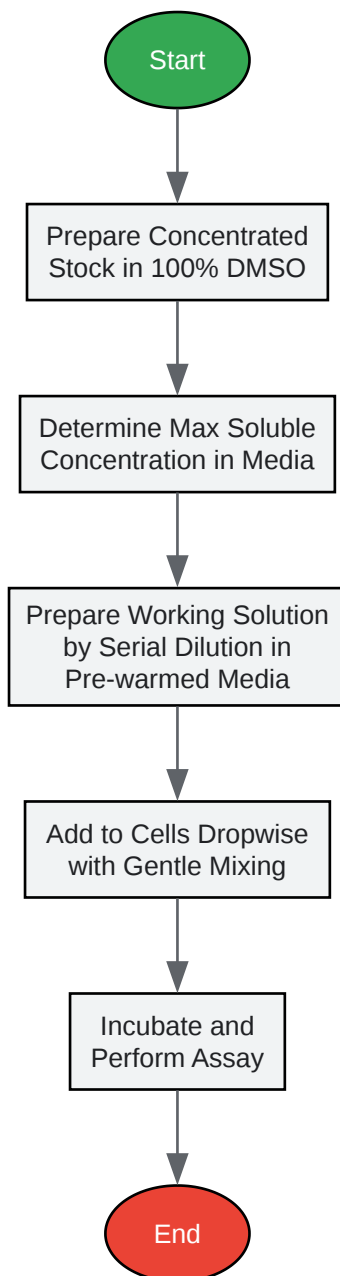 Start
Prepare Concentrated
Stock in 100% DMSO
Determine Max Soluble
Concentration in Media
Prepare Working Solution
by Serial Dilution in
Pre-warmed Media
Add to Cells Dropwise
with Gentle Mixing
Incubate and
Perform Assay
End